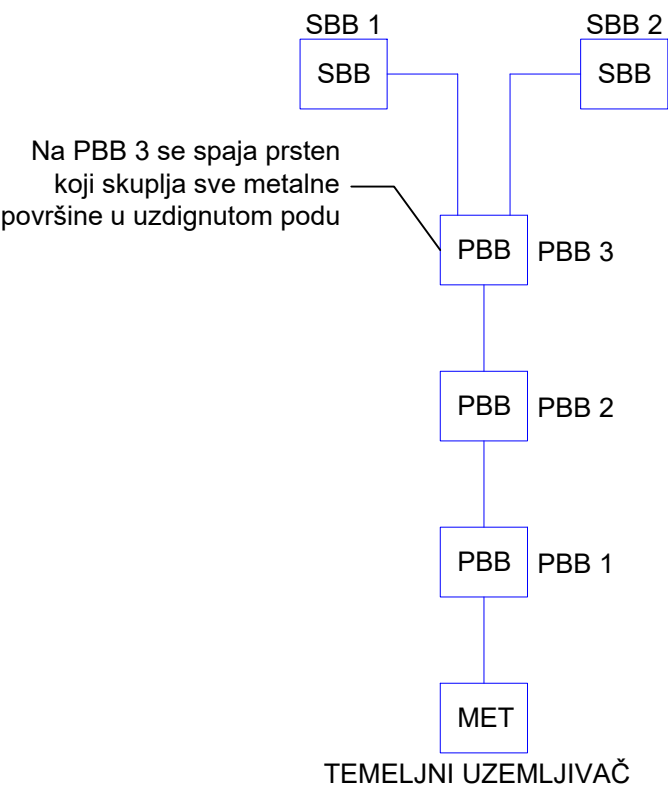 SBB 1
SBB 2
SBB
SBB
Na PBB 3 se spaja prsten
koji skuplja sve metalne
površine u uzdignutom podu
PBB
PBB 3
PBB
PBB 2
PBB
PBB 1
MET
TEMELJNI UZEMLJIVAČ